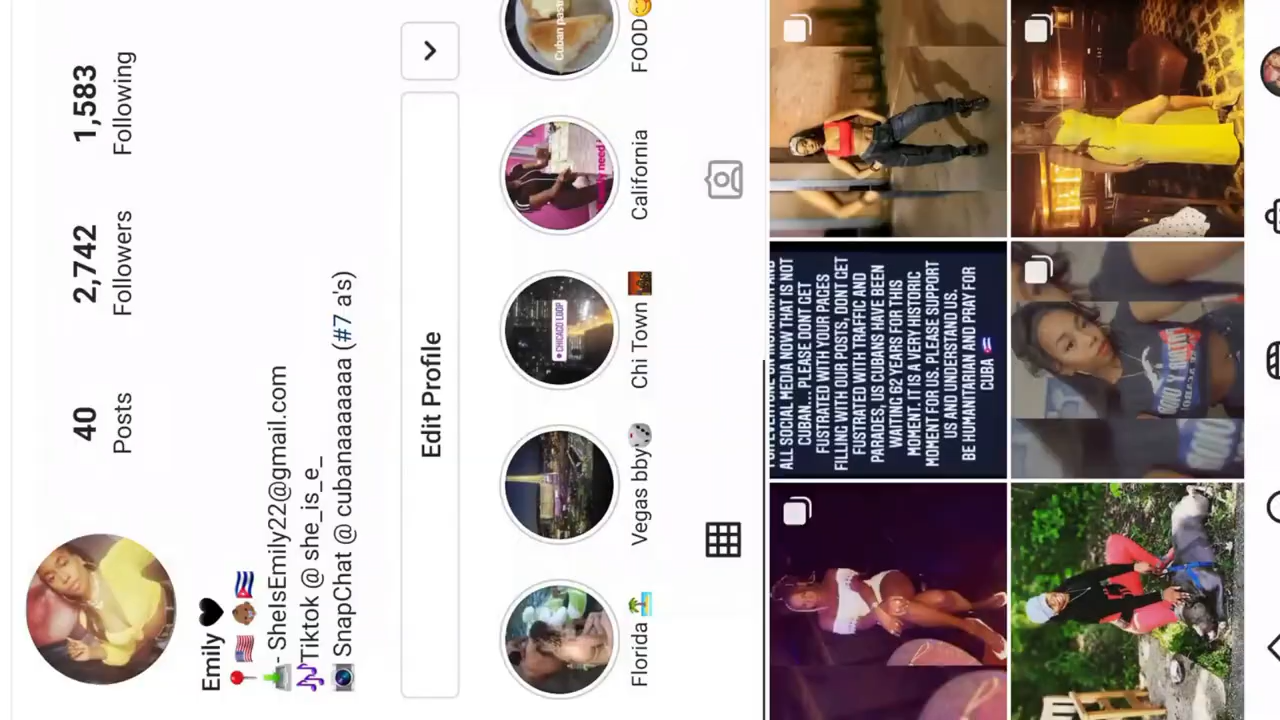 40
Posts
2,742
Followers
1,583
Following
Emily 🖤
📍🇺🇸 👶🏾🇨🇺
📩- SheIsEmily22@gmail.com
🎶Tiktok @ she_is_e_
📷 SnapChat @ cubanaaaaaaa (#7 a's)
Edit Profile
Florida 🏝
Vegas bby🎲
Chi Town 🌇
California
FOOD😋
CHICAGO LOOP
Cuban
ALL SOCIAL MEDIA NOW THAT IS NOT
CUBAN... PLEASE DONT GET
FUSTRATED WITH YOUR PAGES
FILLING WITH OUR POSTS, DONT GET
FUSTRATED WITH TRAFFIC AND
PARADES, US CUBANS HAVE BEEN
WAITING 62 YEARS FOR THIS
MOMENT. IT IS A VERY HISTORIC
MOMENT FOR US. PLEASE SUPPORT
US AND UNDERSTAND US.
BE HUMANITARIAN AND PRAY FOR
CUBA 🇨🇺